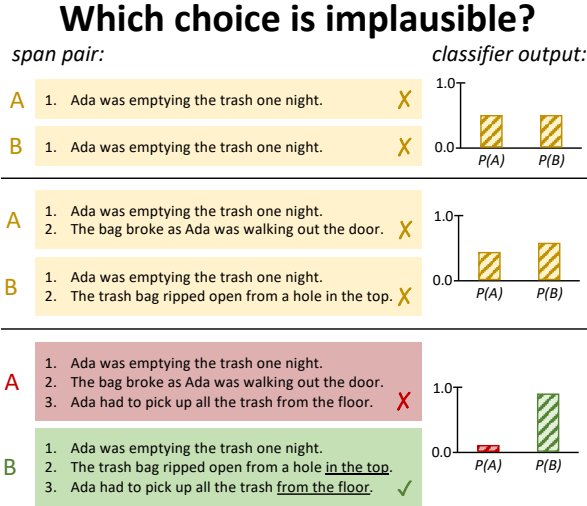 Which choice is implausible?
span pair: classifier output:
A
1. Ada was emptying the trash one night. ✗
B
1. Ada was emptying the trash one night. ✗
1.0
0.0
P(A) P(B)
A
1. Ada was emptying the trash one night.
2. The bag broke as Ada was walking out the door. ✗
B
1. Ada was emptying the trash one night.
2. The trash bag ripped open from a hole in the top. ✗
1.0
0.0
P(A) P(B)
A
1. Ada was emptying the trash one night.
2. The bag broke as Ada was walking out the door.
3. Ada had to pick up all the trash from the floor. ✗
B
1. Ada was emptying the trash one night.
2. The trash bag ripped open from a hole in the top.
3. Ada had to pick up all the trash from the floor. ✓
1.0
0.0
P(A) P(B)